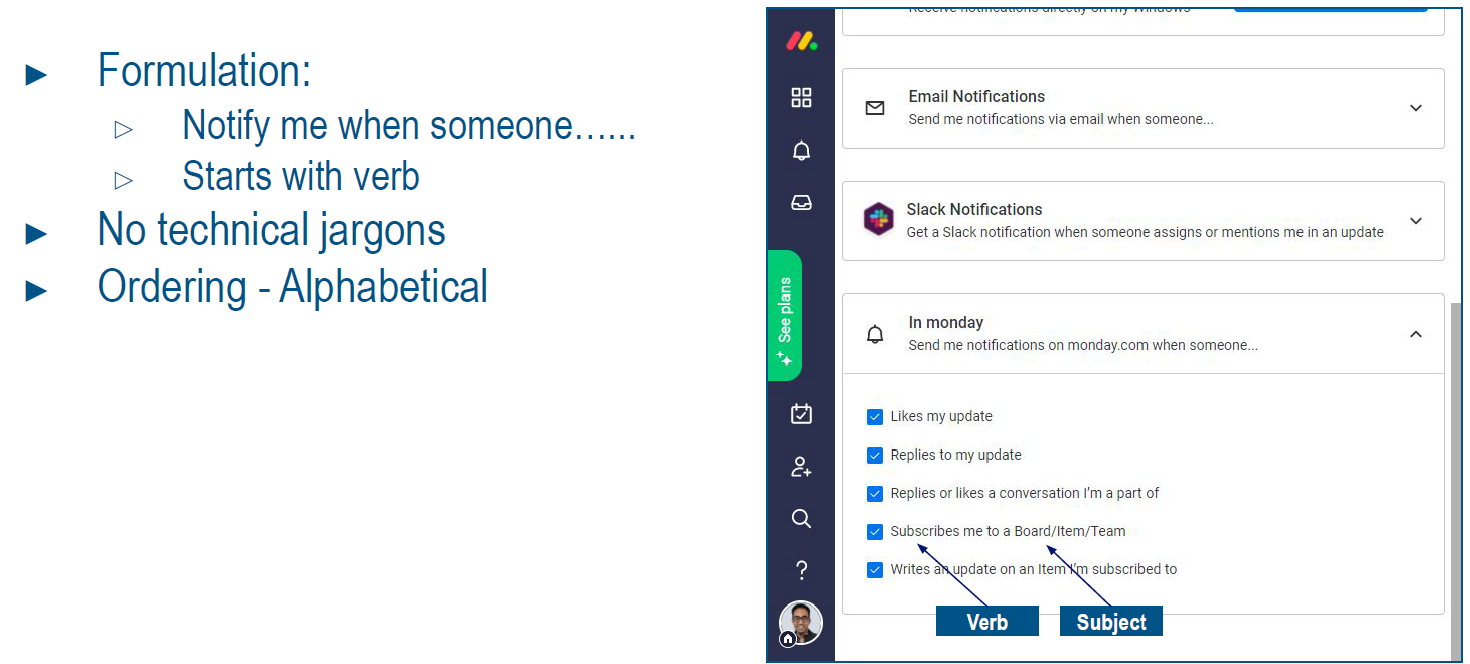 Formulation:
Notify me when someone…...
Starts with verb
No technical jargons
Ordering - Alphabetical
Receive notifications directly on my Windows
Email Notifications
Send me notifications via email when someone...
Slack Notifications
Get a Slack notification when someone assigns or mentions me in an update
See plans
In monday
Send me notifications on monday.com when someone...
Likes my update
Replies to my update
Replies or likes a conversation I'm a part of
Subscribes me to a Board/Item/Team
Writes an update on an Item I'm subscribed to
Verb
Subject